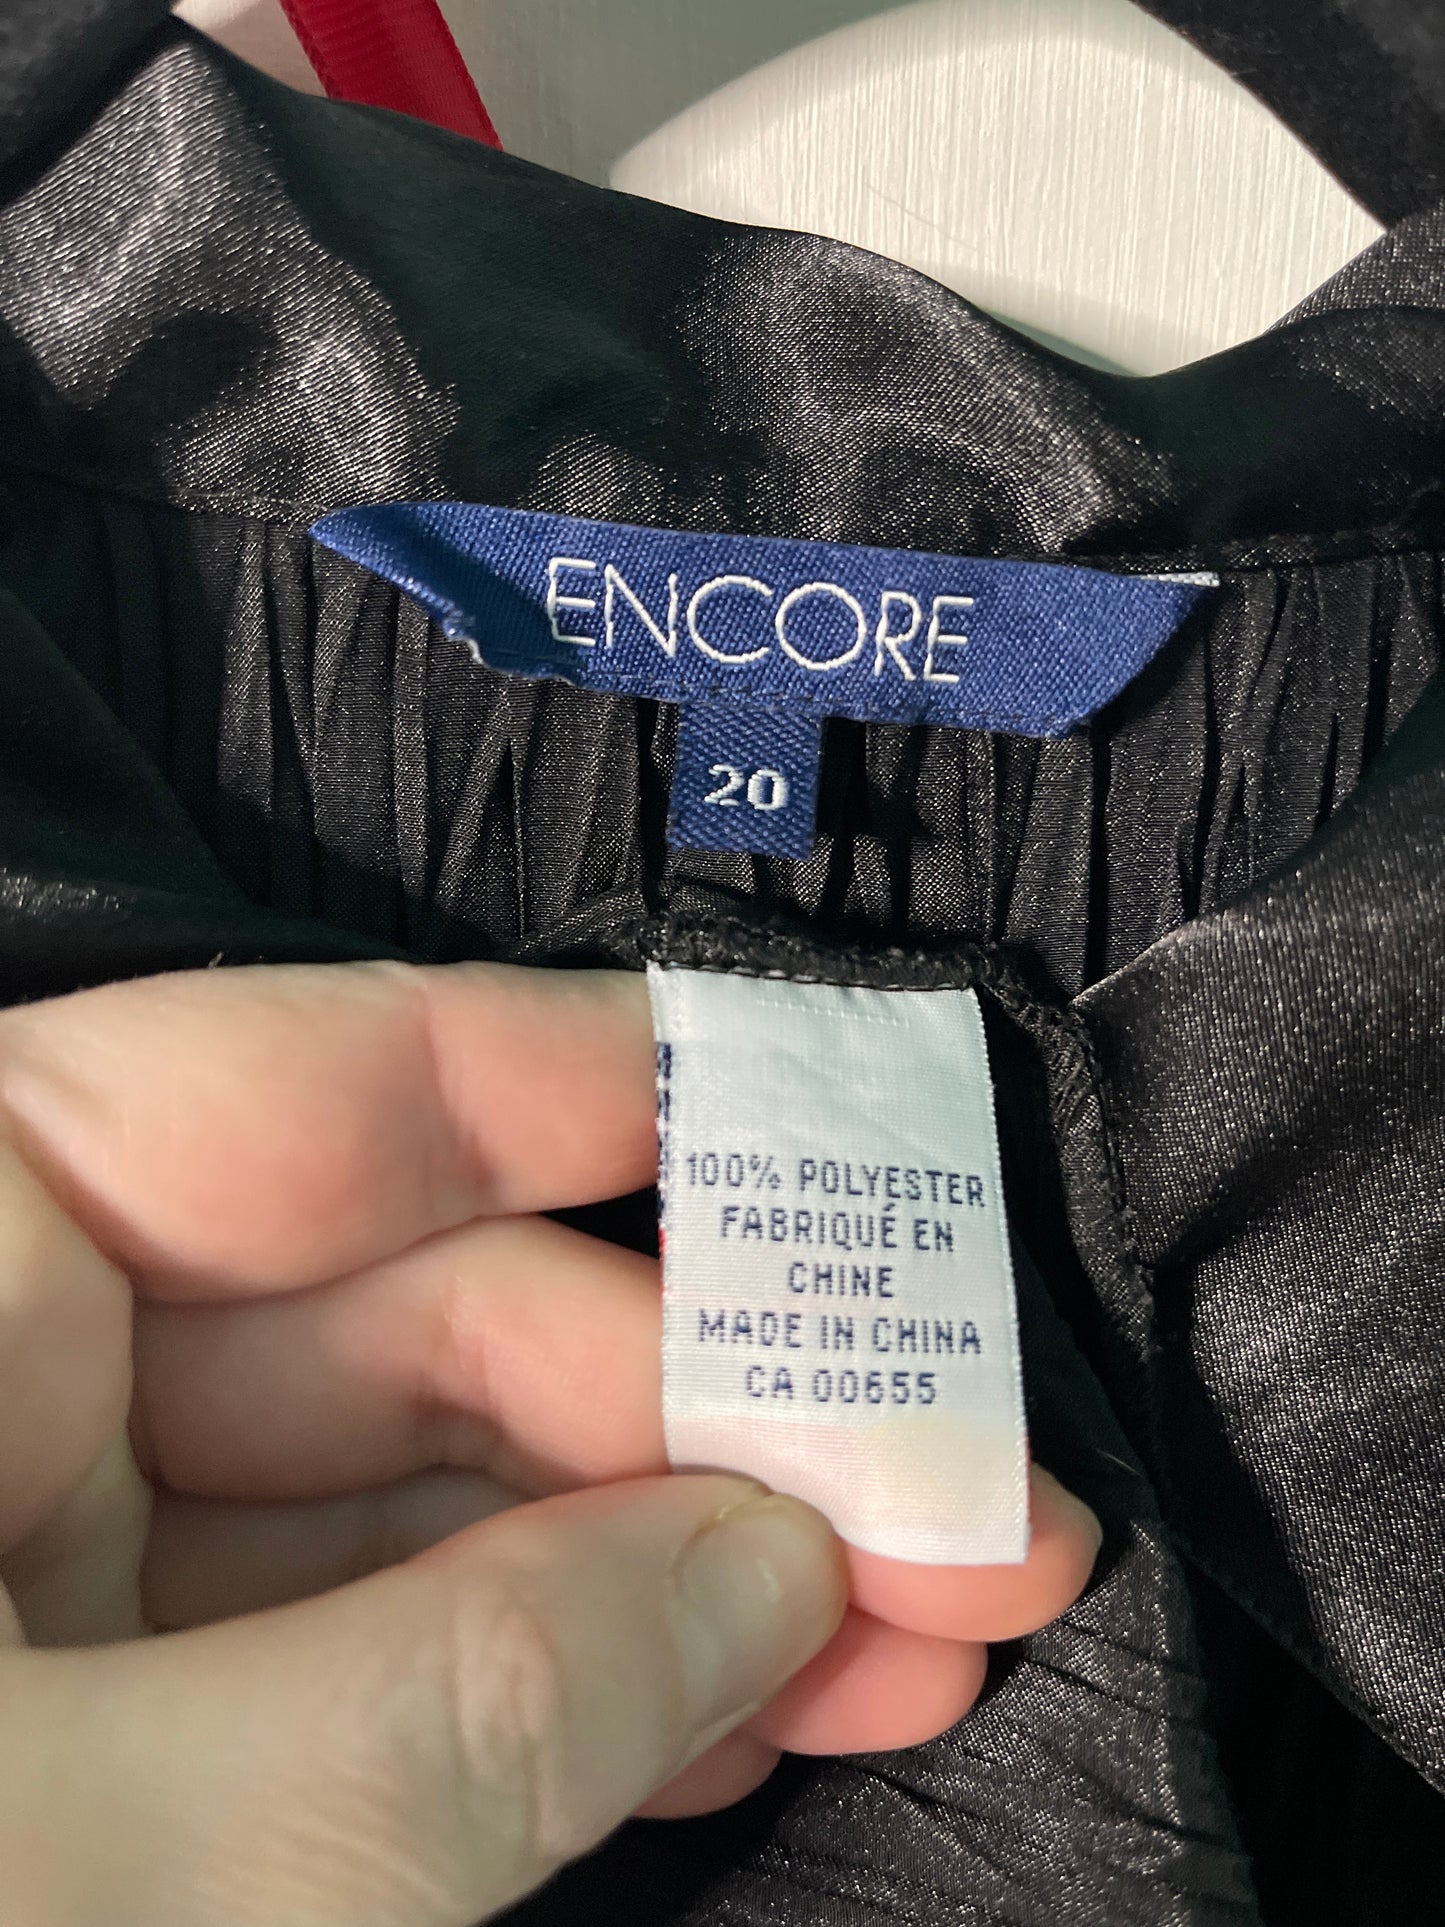 ENCORE
20
100% POLYESTER
FABRIQUÉ EN
CHINE
MADE IN CHINA
CA 00655